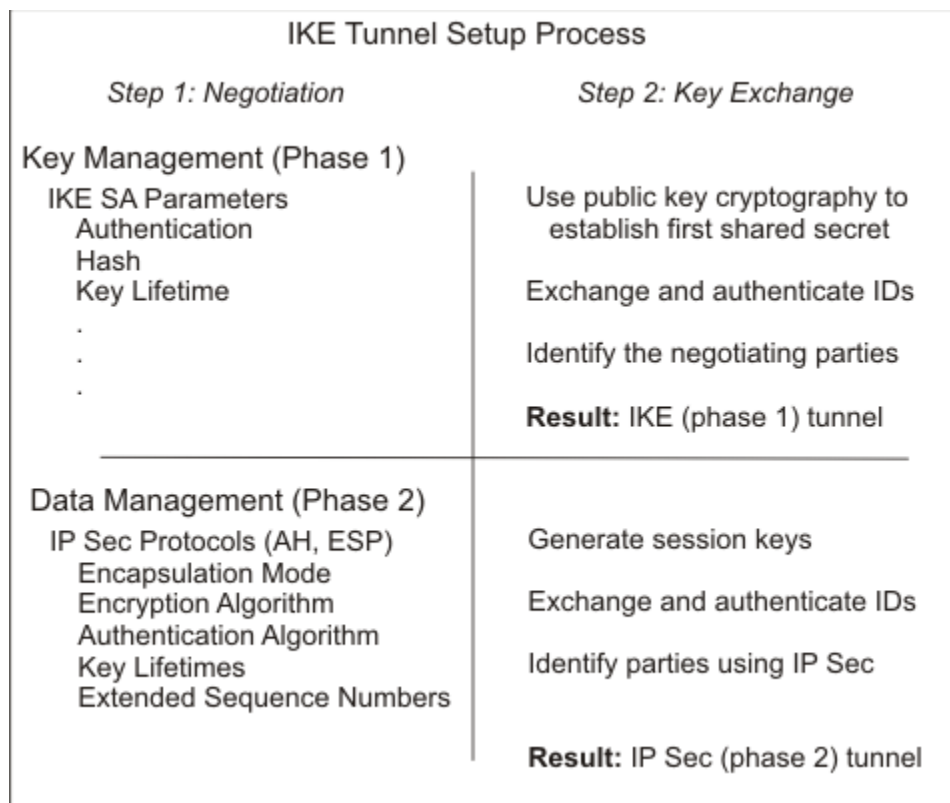 IKE Tunnel Setup Process
Step 1: Negotiation
Step 2: Key Exchange
Key Management (Phase 1)
IKE SA Parameters
Authentication
Hash
Key Lifetime
.
.
.
Use public key cryptography to
establish first shared secret
Exchange and authenticate IDs
Identify the negotiating parties
Result: IKE (phase 1) tunnel
Data Management (Phase 2)
IP Sec Protocols (AH, ESP)
Encapsulation Mode
Encryption Algorithm
Authentication Algorithm
Key Lifetimes
Extended Sequence Numbers
Generate session keys
Exchange and authenticate IDs
Identify parties using IP Sec
Result: IP Sec (phase 2) tunnel